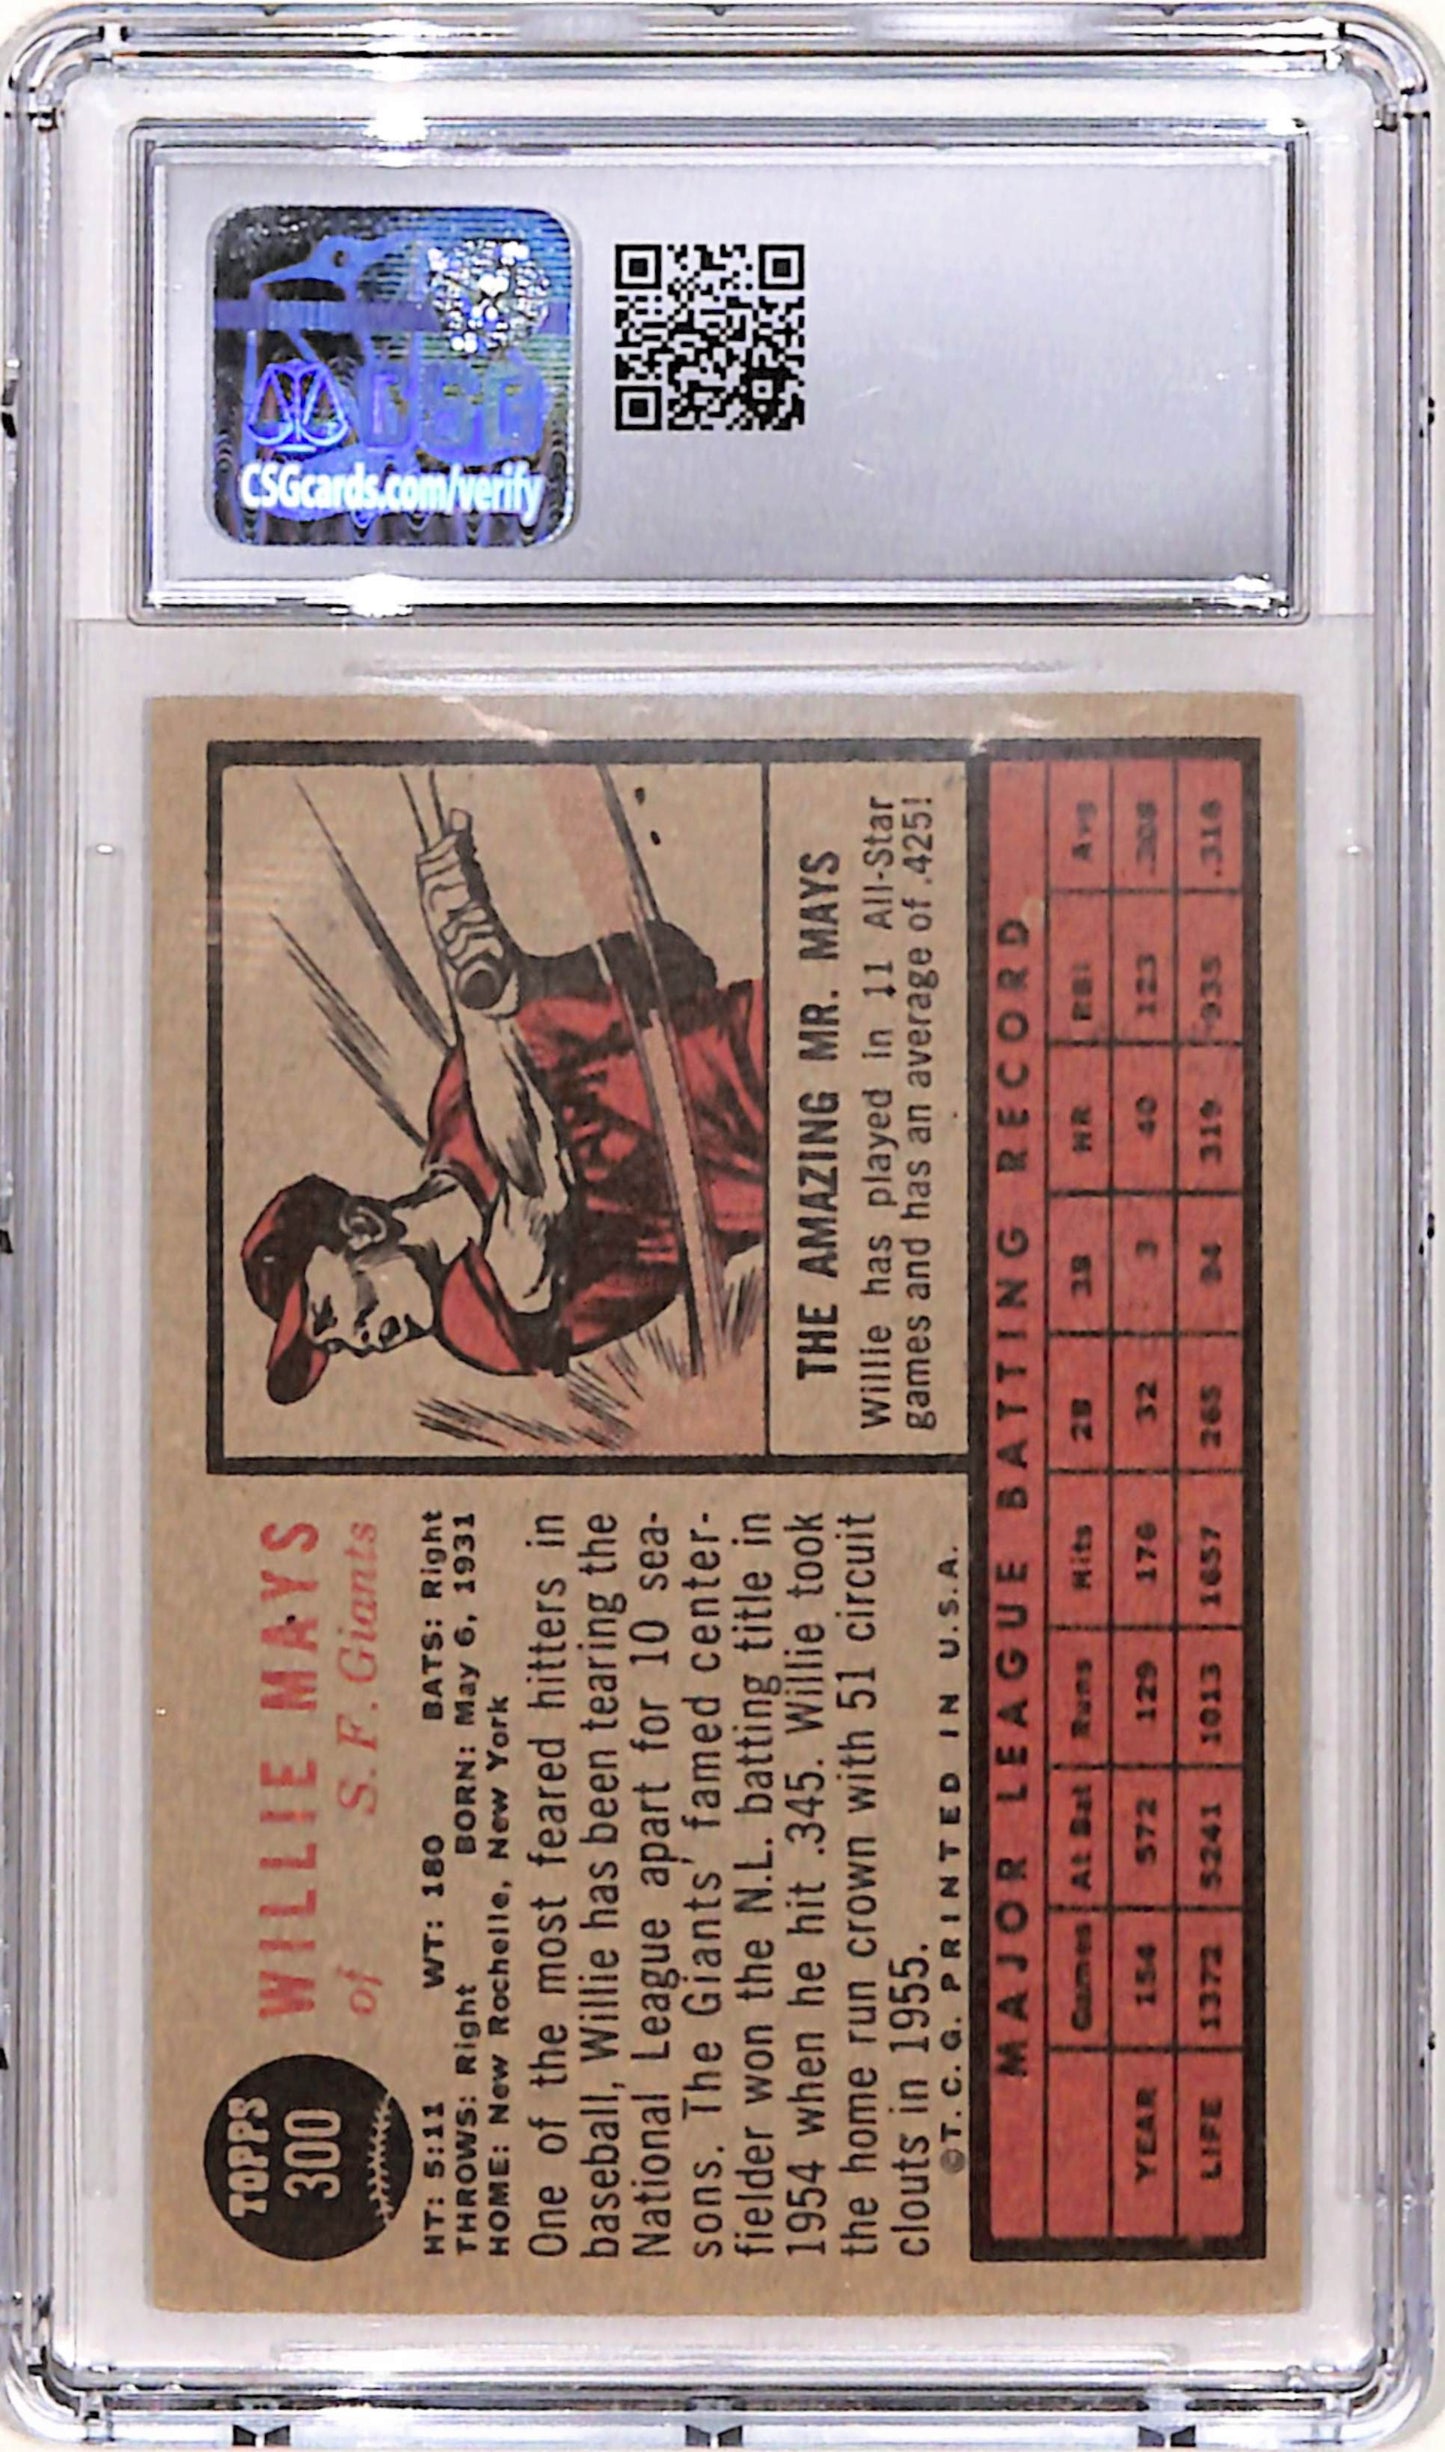 CSG
CSGcards.com/verify
TOPPS
300
WILLIE MAYS
of S. F. Giants
HT: 5:11 WT: 180 BATS: Right
THROWS: Right BORN: May 6, 1931
HOME: New Rochelle, New York
One of the most feared hitters in
baseball, Willie has been tearing the
National League apart for 10 sea-
sons. The Giants' famed center-
fielder won the N.L. batting title in
1954 when he hit .345. Willie took
the home run crown with 51 circuit
clouts in 1955.
©T.C.G. PRINTED IN U.S.A.
THE AMAZING MR. MAYS
Willie has played in 11 All-Star
games and has an average of .425!
MAJOR LEAGUE BATTING RECORD
Games At Bat Runs Hits 2B 3B HR RBI Avg
YEAR 154 572 129 176 32 3 40 123 .308
LIFE 1372 5241 1013 1657 265 94 319 935 .316